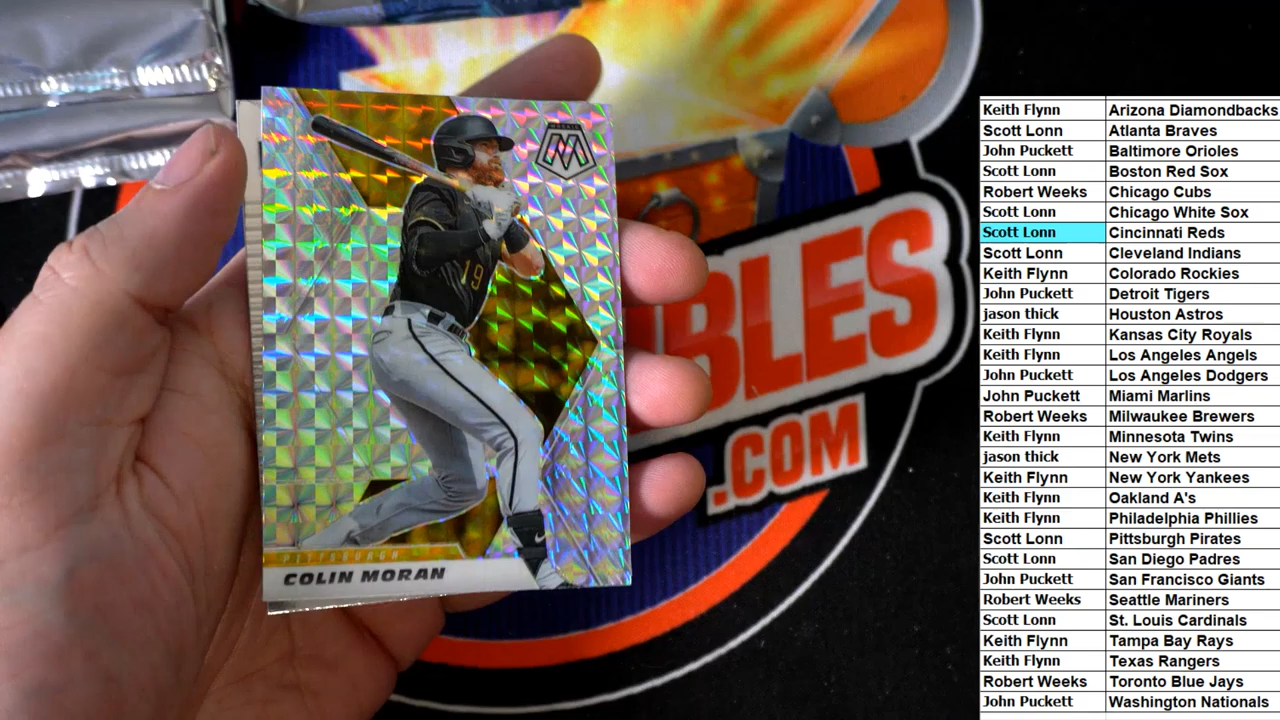 MOSAIC
M
19
PITTSBURGH
COLIN MORAN
BLES
.COM
Keith Flynn Arizona Diamondbacks
Scott Lonn Atlanta Braves
John Puckett Baltimore Orioles
Scott Lonn Boston Red Sox
Robert Weeks Chicago Cubs
Scott Lonn Chicago White Sox
Scott Lonn Cincinnati Reds
Scott Lonn Cleveland Indians
Keith Flynn Colorado Rockies
John Puckett Detroit Tigers
jason thick Houston Astros
Keith Flynn Kansas City Royals
Keith Flynn Los Angeles Angels
John Puckett Los Angeles Dodgers
John Puckett Miami Marlins
Robert Weeks Milwaukee Brewers
Keith Flynn Minnesota Twins
jason thick New York Mets
Keith Flynn New York Yankees
Keith Flynn Oakland A's
Keith Flynn Philadelphia Phillies
Scott Lonn Pittsburgh Pirates
Scott Lonn San Diego Padres
John Puckett San Francisco Giants
Robert Weeks Seattle Mariners
Scott Lonn St. Louis Cardinals
Keith Flynn Tampa Bay Rays
Keith Flynn Texas Rangers
Robert Weeks Toronto Blue Jays
John Puckett Washington Nationals